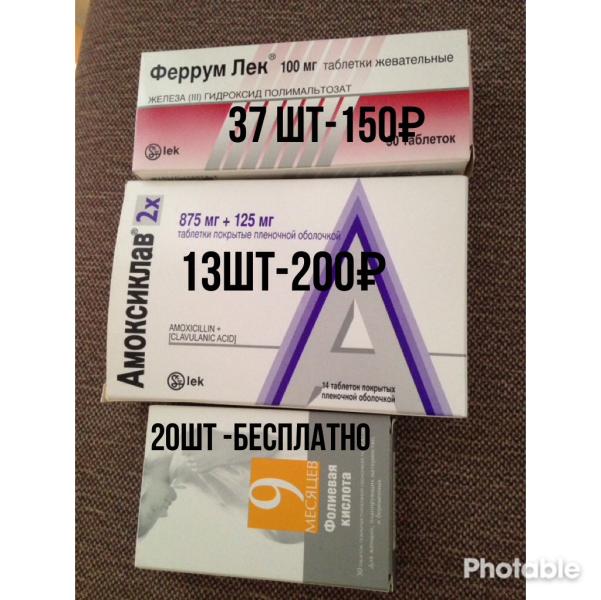 Феррум Лек® 100 мг таблетки жевательные
ЖЕЛЕЗА (III) ГИДРОКСИД ПОЛИМАЛЬТОЗАТ
37 ШТ-150₽
lek
таблеток
Амоксиклав® 2x
875 мг + 125 мг
таблетки покрытые пленочной оболочкой
13ШТ-200₽
AMOXICILLIN +
[CLAVULANIC ACID]
lek
14 таблеток покрытых
пленочной оболочкой
20ШТ -БЕСПЛАТНО
9
МЕСЯЦЕВ
Фолиевая
кислота
Photable